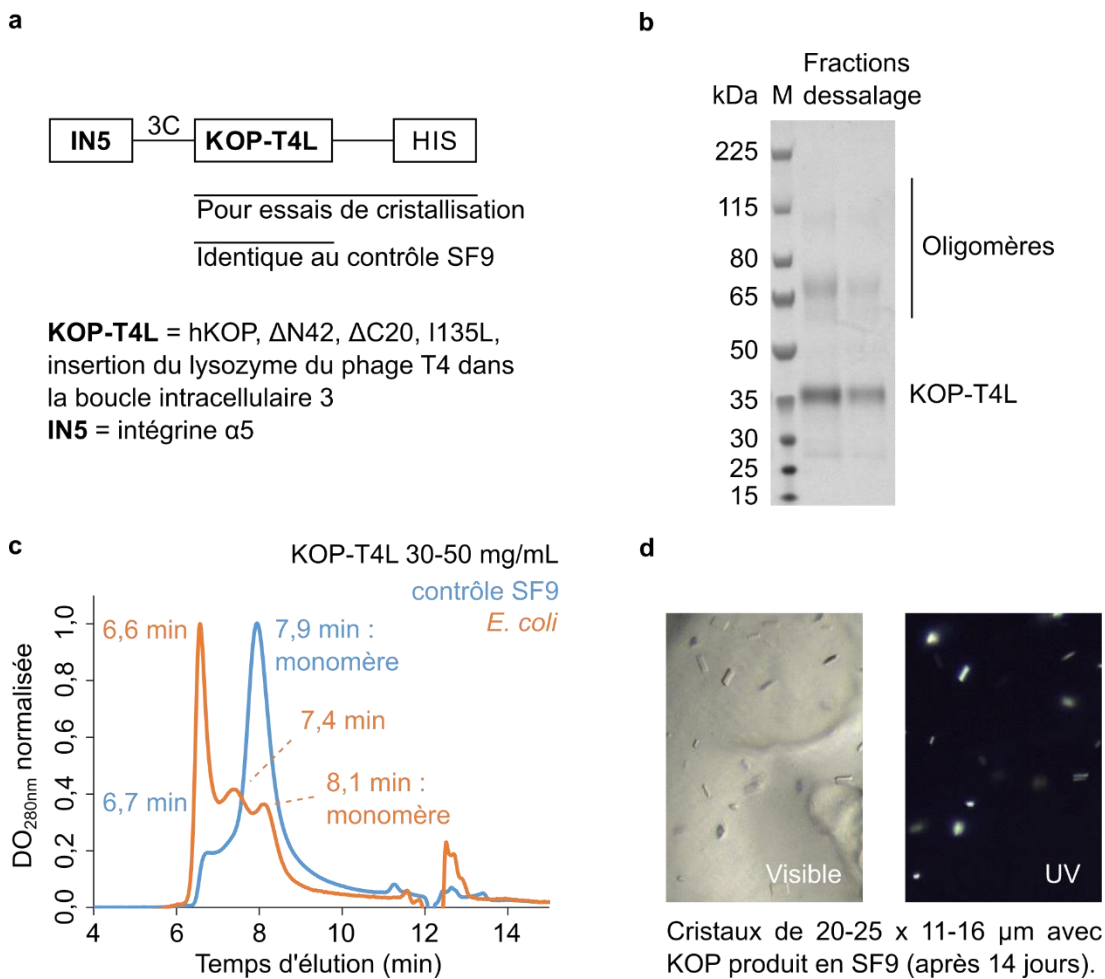 a
IN5
3C
KOP-T4L
HIS
Pour essais de cristallisation
Identique au contrôle SF9
KOP-T4L = hKOP, ΔN42, ΔC20, I135L,
insertion du lysozyme du phage T4 dans
la boucle intracellulaire 3
IN5 = intégrine α5
b
Fractions
kDa M dessalage
225
115
80
65
50
35
30
25
15
Oligomères
KOP-T4L
c
KOP-T4L 30-50 mg/mL
contrôle SF9
E. coli
6,6 min
7,9 min :
monomère
7,4 min
6,7 min
8,1 min :
monomère
DO280nm normalisée
1,0
0,8
0,6
0,4
0,2
0,0
4 6 8 10 12 14
Temps d'élution (min)
d
Visible
UV
Cristaux de 20-25 x 11-16 µm avec
KOP produit en SF9 (après 14 jours).